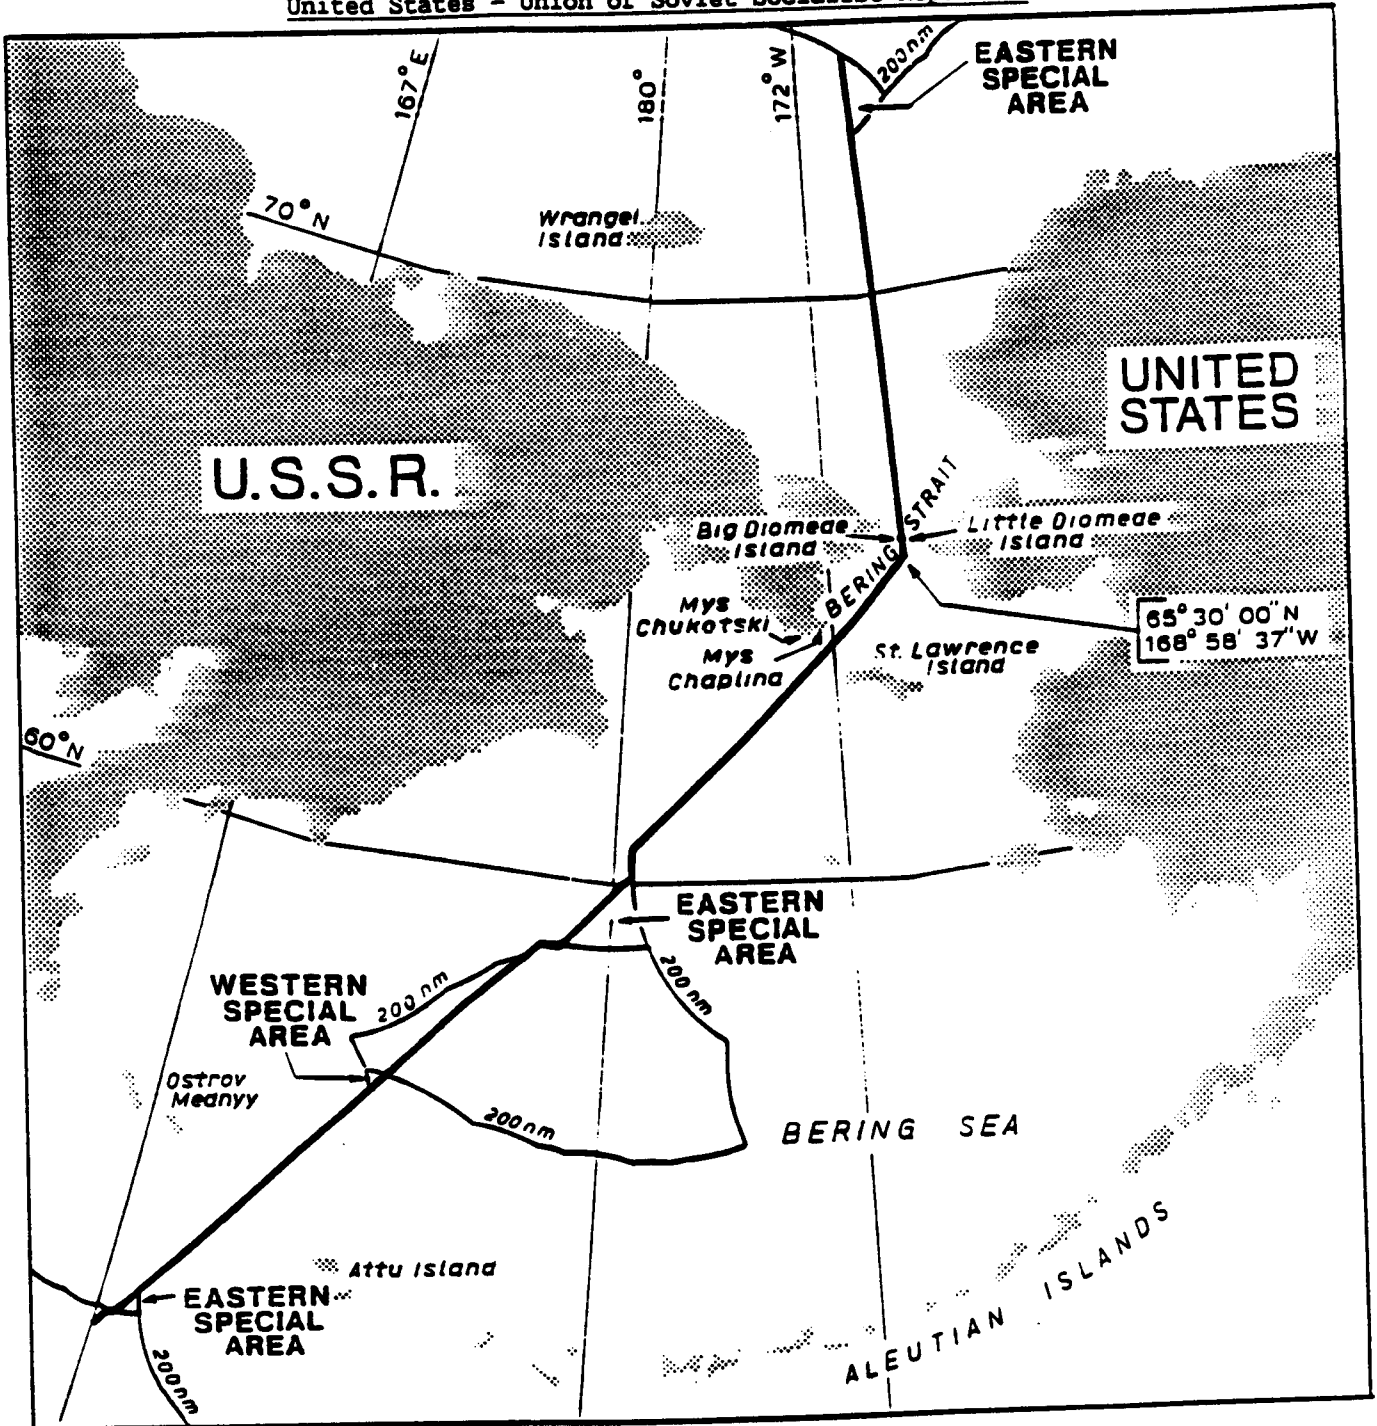 United States - Union of Soviet Socialist
200nm
EASTERN
SPECIAL
AREA
167°E
180°
172°W
70°N
Wrangel
Island
UNITED
STATES
U.S.S.R.
Big Diomede
Island
BERING STRAIT
Little Diomede
Island
Mys
Chukotski
Mys
Chaplina
St. Lawrence
Island
65° 30' 00"N
168° 58' 37"W
60°N
EASTERN
SPECIAL
AREA
WESTERN
SPECIAL
AREA
200nm
200nm
Ostrov
Mednyy
200nm
BERING SEA
Attu Island
EASTERN
SPECIAL
AREA
200nm
ALEUTIAN ISLANDS